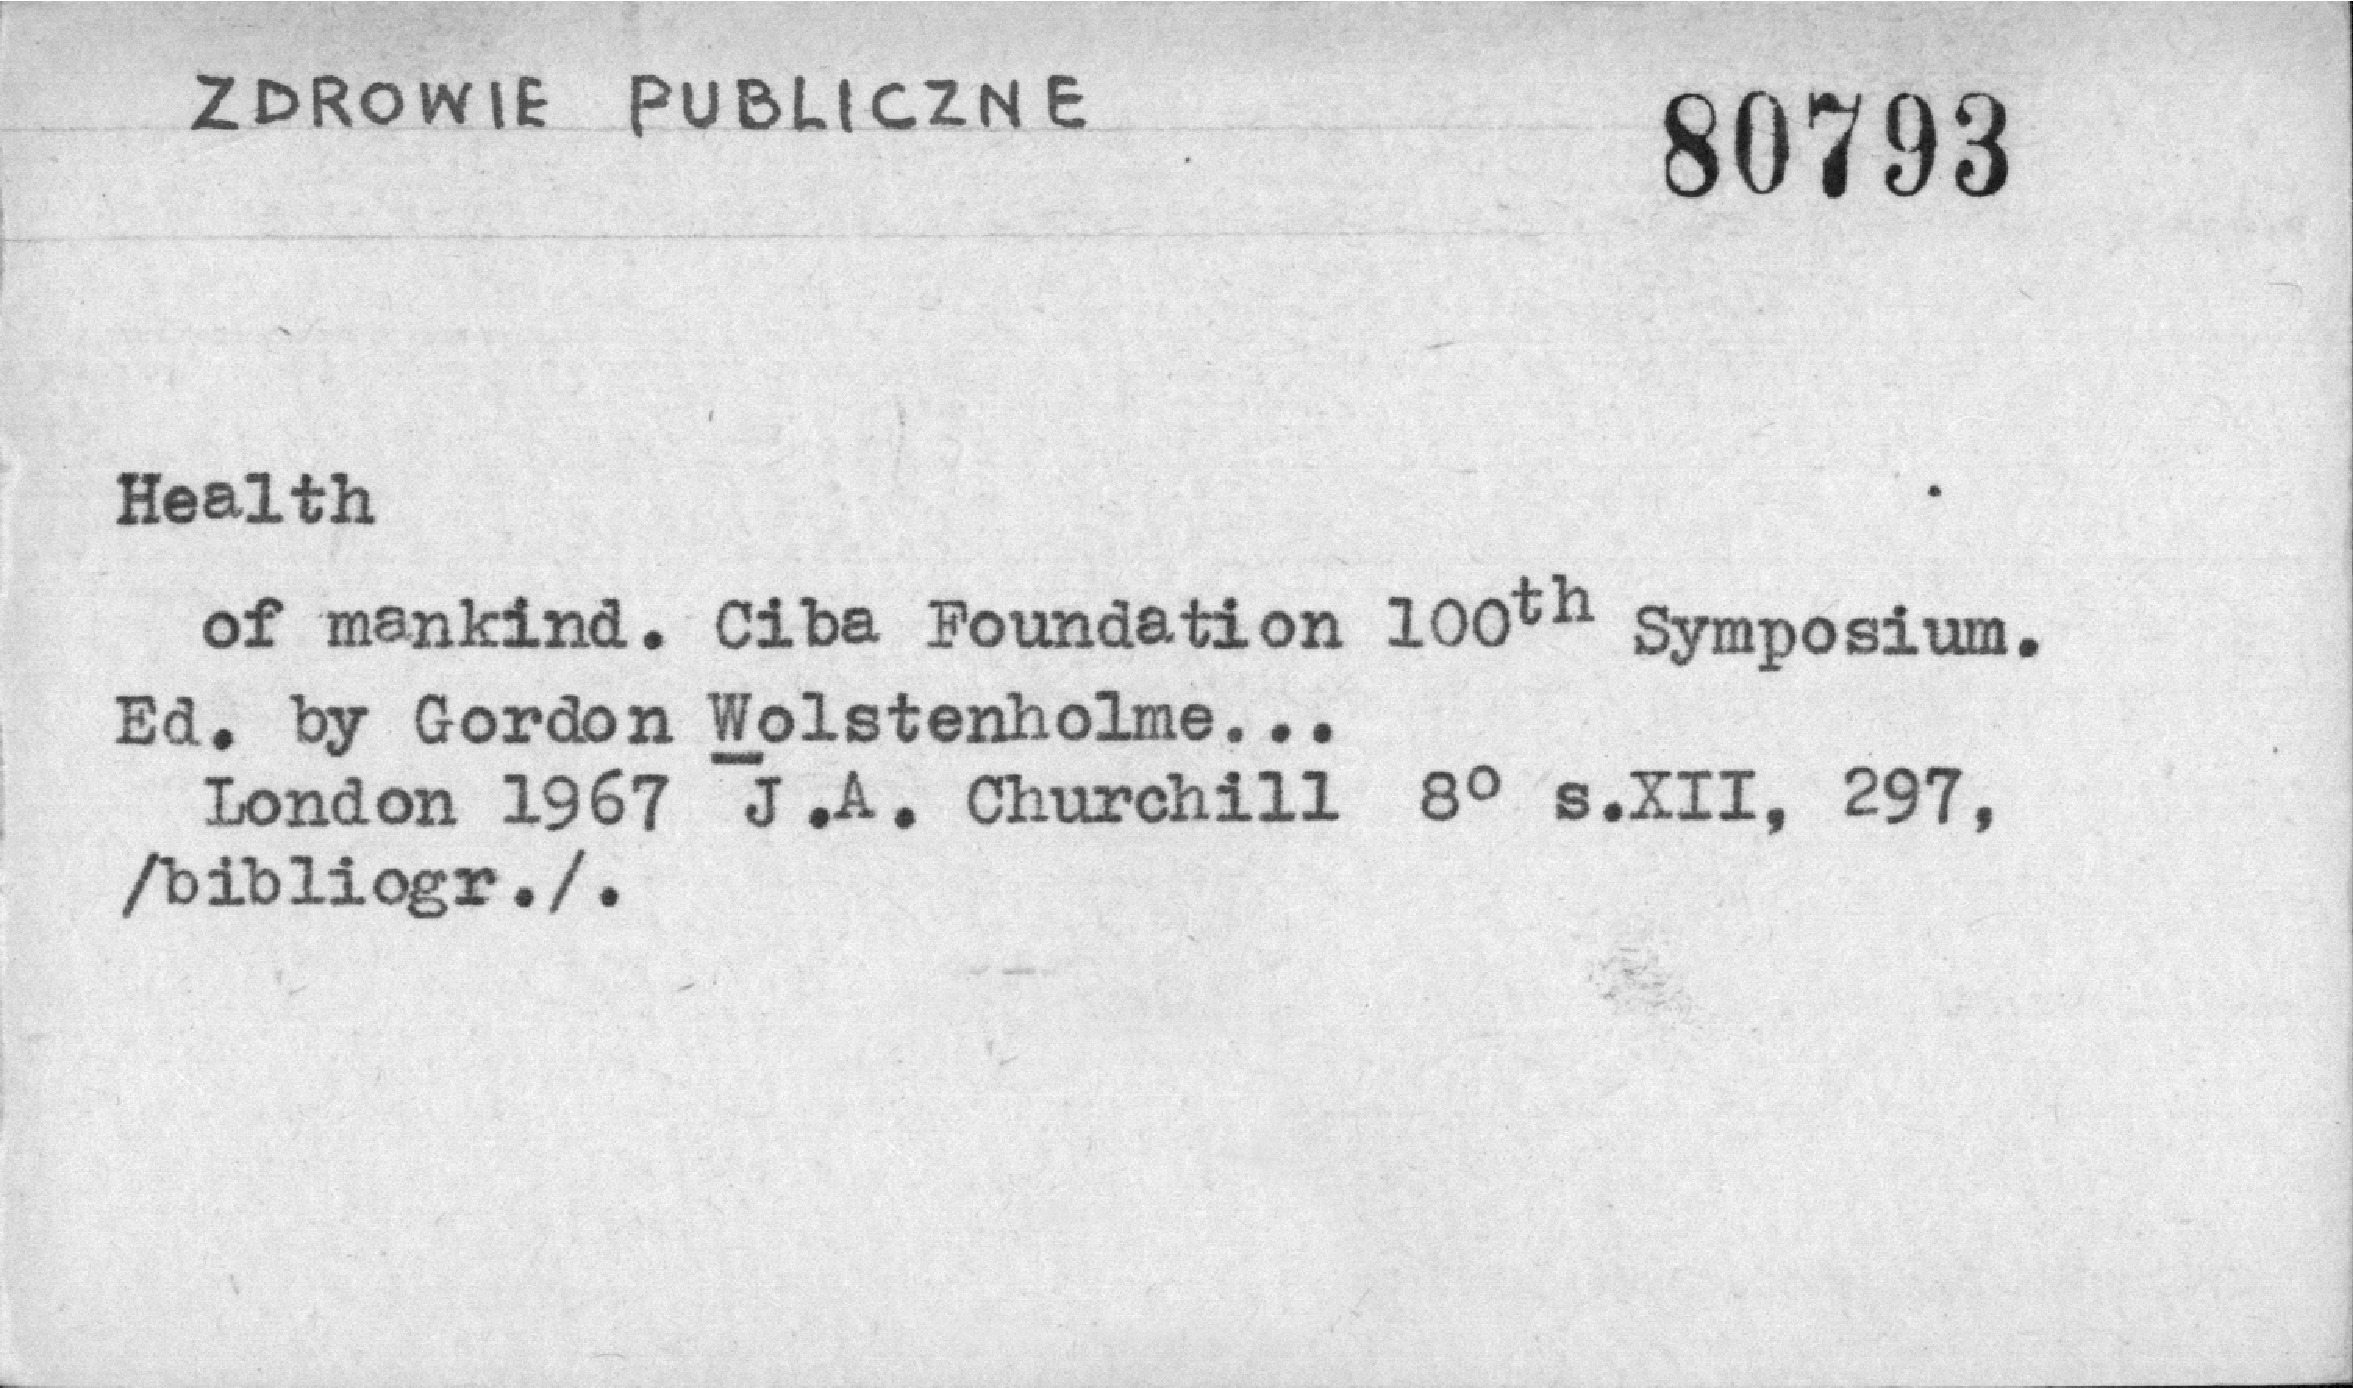 ZDROWIE PUBLICZNE
80793
Health
of mankind. Ciba Foundation 100th Symposium.
Ed. by Gordon Wolstenholme...
London 1967 J.A. Churchill 8o s.XII, 297,
/bibliogr./.